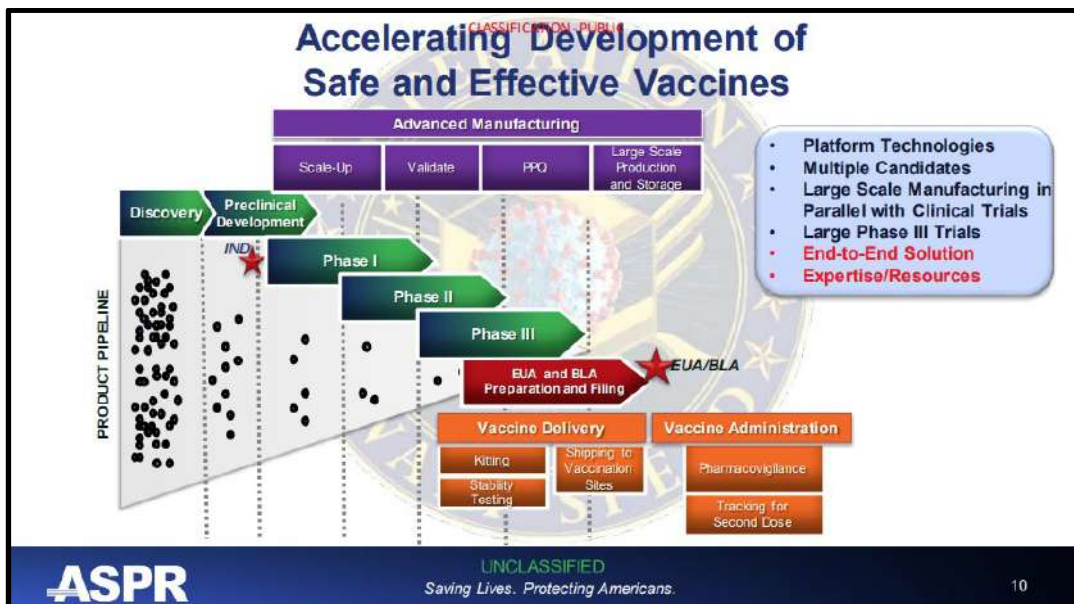 CLASSIFICATION: PUBLIC
Accelerating Development of
Safe and Effective Vaccines
Advanced Manufacturing
Scale-Up
Validate
PPQ
Large Scale
Production
and Storage
Platform Technologies
Multiple Candidates
Large Scale Manufacturing in
Parallel with Clinical Trials
Large Phase III Trials
End-to-End Solution
Expertise/Resources
Discovery
Preclinical
Development
IND
Phase I
Phase II
Phase III
EUA and BLA
Preparation and Filing
EUA/BLA
PRODUCT PIPELINE
Vaccine Delivery
Kitting
Stability
Testing
Shipping to
Vaccination
Sites
Vaccine Administration
Pharmacovigilance
Tracking for
Second Dose
ASPR
UNCLASSIFIED
Saving Lives. Protecting Americans.
10